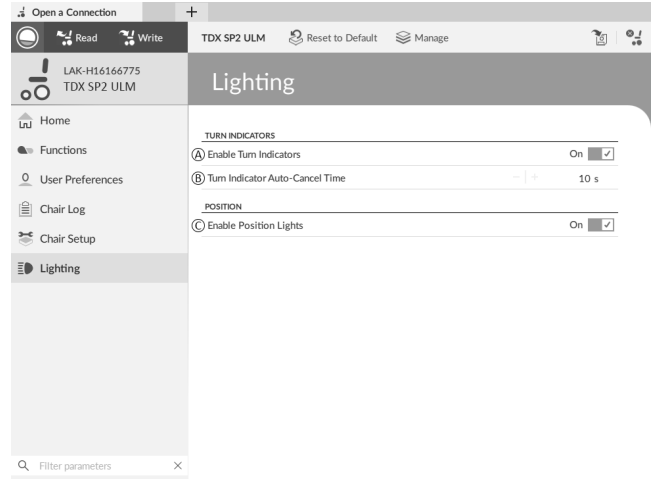 Open a Connection
Read Write TDX SP2 ULM Reset to Default Manage
LAK-H16166775
TDX SP2 ULM
Lighting
Home
Functions
User Preferences
Chair Log
Chair Setup
Lighting
TURN INDICATORS
A Enable Turn Indicators On
B Turn Indicator Auto-Cancel Time 10 s
POSITION
C Enable Position Lights On
Filter parameters